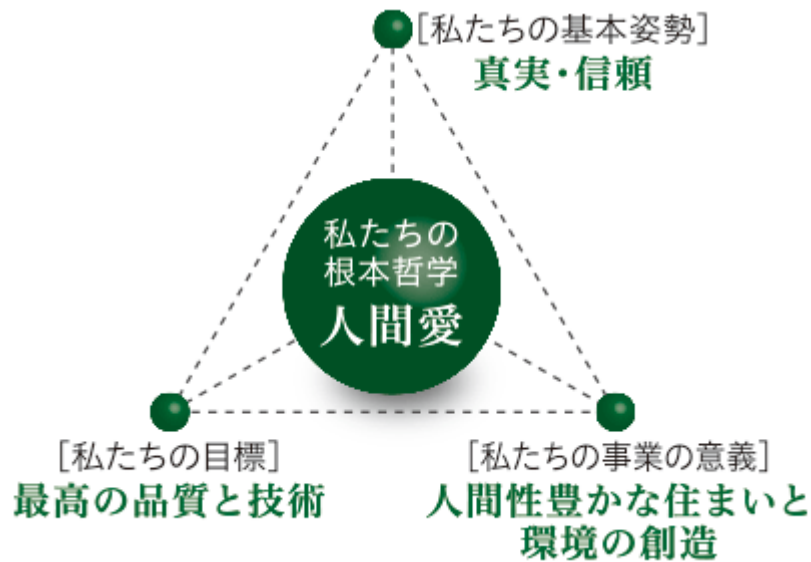 [私たちの基本姿勢]
真実・信頼
私たちの
根本哲学
人間愛
[私たちの目標]
最高の品質と技術
[私たちの事業の意義]
人間性豊かな住まいと
環境の創造